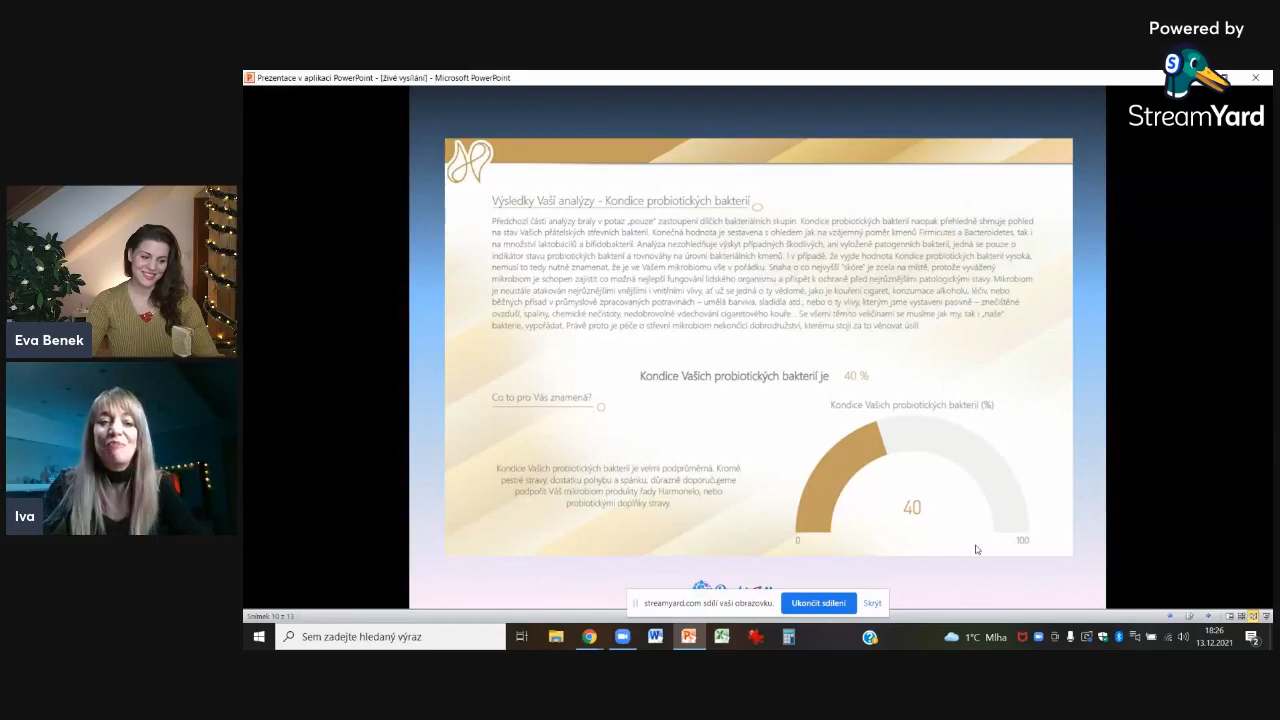 Powered by
StreamYard
Prezentace v aplikaci PowerPoint - [živé vysílání] - Microsoft PowerPoint
Výsledky Vaší analýzy - Kondice probiotických bakterií
Předchozí části analýzy braly v potaz „pouze“ zastoupení dílčích bakteriálních skupin. Kondice probiotických bakterií naopak přehledně shrnuje pohled
na stav Vašich přátelských střevních bakterií. Konečná hodnota je sestavena s ohledem jak na vzájemný poměr kmenů Firmicutes a Bacteroidetes, tak i
na množství laktobacilů a bifidobakterií. Analýza nezohledňuje výskyt případných škodlivých, ani vyloženě patogenních bakterií, jedná se pouze o
indikátor stavu probiotických bakterií a rovnováhy na úrovni bakteriálních kmenů. I v případě, že vyjde hodnota Kondice probiotických bakterií vysoká,
nemusí to tedy nutně znamenat, že je ve Vašem mikrobiomu vše v pořádku. Snaha o co nejvyšší "skóre" je zcela na místě, protože vyvážený
mikrobiom je schopen zajistit co možná nejlepší fungování lidského organismu a přispět k ochraně před nejrůznějšími patologickými stavy. Mikrobiom
je neustále atakován nejrůznějšími vnějšími i vnitřními vlivy, ať už se jedná o ty vědomé, jako je kouření cigaret, konzumace alkoholu, léčiv, nebo
běžných přísad v průmyslově zpracovaných potravinách – umělá barviva, sladidla atd., nebo o ty vlivy, kterým jsme vystaveni pasivně – znečištěné
ovzduší, spaliny, chemické nečistoty, nedobrovolné vdechování cigaretového kouře... Se všemi těmito veličinami se musíme jak my, tak i „naše“
bakterie, vypořádat. Právě proto je péče o střevní mikrobiom nekončící dobrodružství, kterému stojí za to věnovat úsilí.
Kondice Vašich probiotických bakterií je 40 %
Co to pro Vás znamená?
Kondice Vašich probiotických bakterií (%)
Kondice Vašich probiotických bakterií je velmi podprůměrná. Kromě
pestré stravy, dostatku pohybu a spánku, důrazně doporučujeme
podpořit Váš mikrobiom produkty řady Harmonelo, nebo
probiotickými doplňky stravy.
40
0
100
Eva Benek
Iva
streamyard.com sdílí vaši obrazovku.
Ukončit sdílení
Skrýt
Snímek 10 z 13
Sem zadejte hledaný výraz
1°C Mlha
18:26
13.12.2021